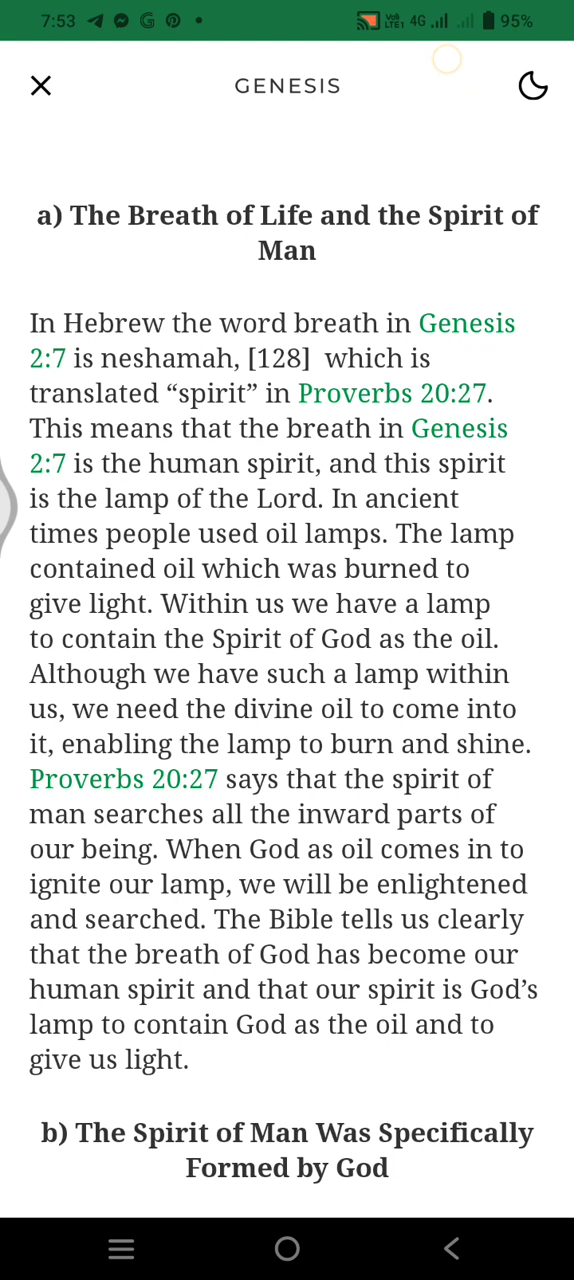 7:53
Vo) LTE1 4G 95%
GENESIS
a) The Breath of Life and the Spirit of
Man
In Hebrew the word breath in Genesis
2:7 is neshamah, [128] which is
translated “spirit” in Proverbs 20:27.
This means that the breath in Genesis
2:7 is the human spirit, and this spirit
is the lamp of the Lord. In ancient
times people used oil lamps. The lamp
contained oil which was burned to
give light. Within us we have a lamp
to contain the Spirit of God as the oil.
Although we have such a lamp within
us, we need the divine oil to come into
it, enabling the lamp to burn and shine.
Proverbs 20:27 says that the spirit of
man searches all the inward parts of
our being. When God as oil comes in to
ignite our lamp, we will be enlightened
and searched. The Bible tells us clearly
that the breath of God has become our
human spirit and that our spirit is God’s
lamp to contain God as the oil and to
give us light.
b) The Spirit of Man Was Specifically
Formed by God